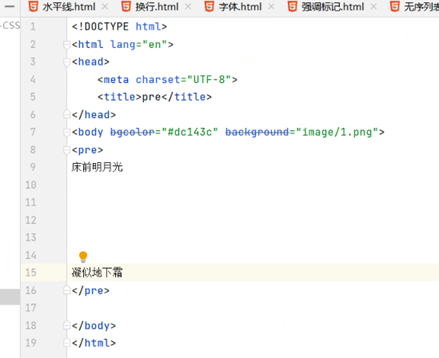 水平线.html 换行.html 字体.html 强调标记.html 无序列表
-CSS
1 <!DOCTYPE html>
2 <html lang="en">
3 <head>
4 <meta charset="UTF-8">
5 <title>pre</title>
6 </head>
7 <body bgcolor="#dc143c" background="image/1.png">
8 <pre>
9 床前明月光
10
11
12
13
14
15 凝似地下霜
16 </pre>
17
18 </body>
19 </html>